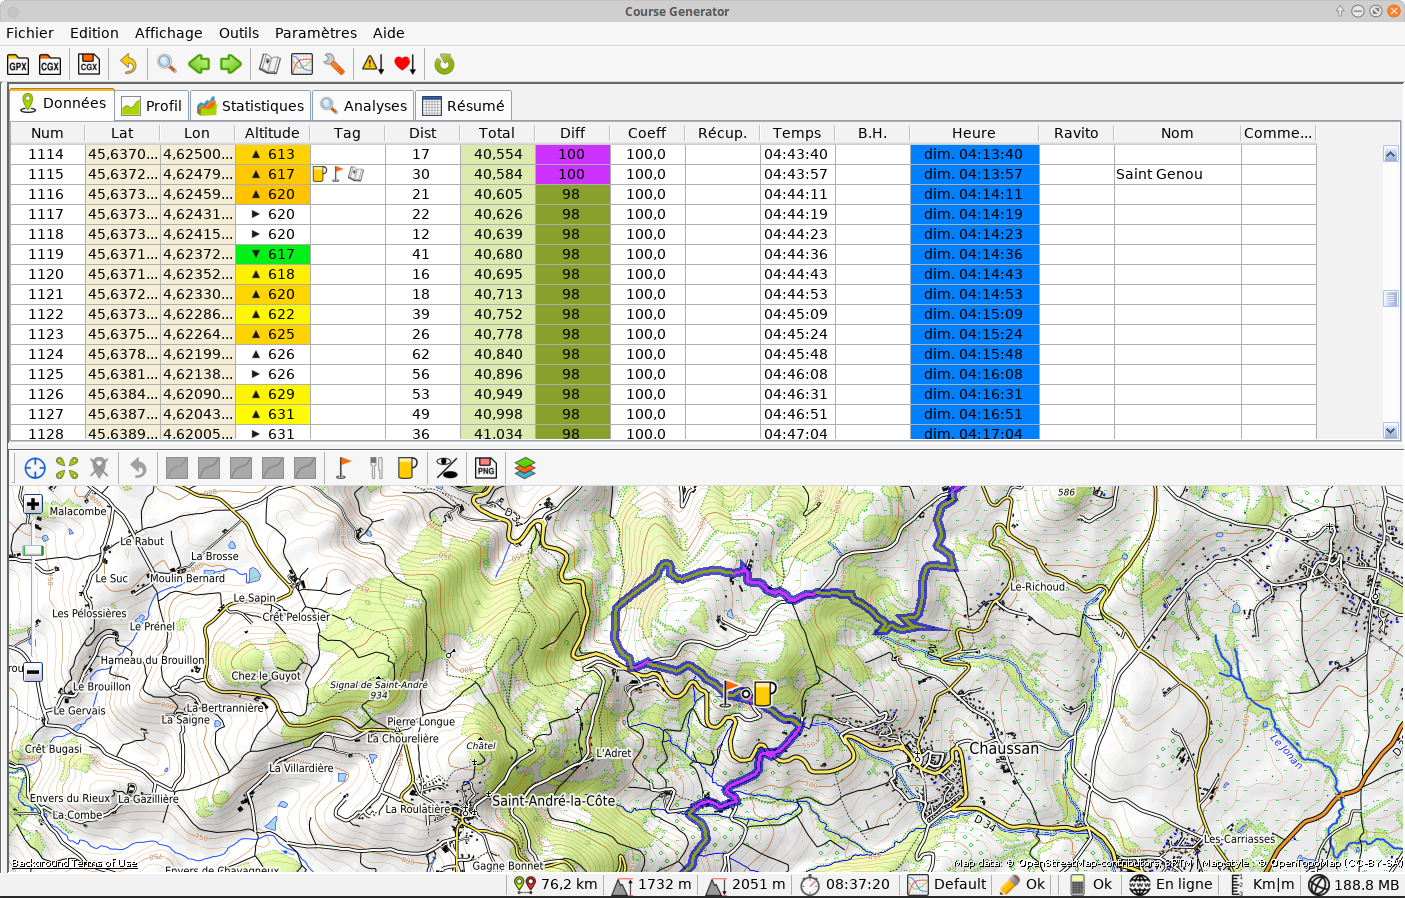 Course Generator
Fichier Edition Affichage Outils Paramètres Aide
GPX CGX CGX
Données Profil Statistiques Analyses Résumé
Num Lat Lon Altitude Tag Dist Total Diff Coeff Récup. Temps B.H. Heure Ravito Nom Comme...
1114 45,6370... 4,62500... ▲ 613 17 40,554 100 100,0 04:43:40 dim. 04:13:40
1115 45,6372... 4,62479... ▲ 617 30 40,584 100 100,0 04:43:57 dim. 04:13:57 Saint Genou
1116 45,6373... 4,62459... ▲ 620 21 40,605 98 100,0 04:44:11 dim. 04:14:11
1117 45,6373... 4,62431... ► 620 22 40,626 98 100,0 04:44:19 dim. 04:14:19
1118 45,6373... 4,62415... ► 620 12 40,639 98 100,0 04:44:23 dim. 04:14:23
1119 45,6371... 4,62372... ▼ 617 41 40,680 98 100,0 04:44:36 dim. 04:14:36
1120 45,6371... 4,62352... ▲ 618 16 40,695 98 100,0 04:44:43 dim. 04:14:43
1121 45,6372... 4,62330... ▲ 620 18 40,713 98 100,0 04:44:53 dim. 04:14:53
1122 45,6373... 4,62286... ▲ 622 39 40,752 98 100,0 04:45:09 dim. 04:15:09
1123 45,6375... 4,62264... ▲ 625 26 40,778 98 100,0 04:45:24 dim. 04:15:24
1124 45,6378... 4,62199... ▲ 626 62 40,840 98 100,0 04:45:48 dim. 04:15:48
1125 45,6381... 4,62138... ► 626 56 40,896 98 100,0 04:46:08 dim. 04:16:08
1126 45,6384... 4,62090... ▲ 629 53 40,949 98 100,0 04:46:31 dim. 04:16:31
1127 45,6387... 4,62043... ▲ 631 49 40,998 98 100,0 04:46:51 dim. 04:16:51
1128 45,6389... 4,62005... ► 631 36 41,034 98 100,0 04:47:04 dim. 04:17:04
PNG
586
Malacombe
D 34
Le Rabut
La Brosse
Le Suc
Moulin Bernard
Le-Richoud
Le Sapin
Les Pélossières
Crêt Pelossier
Le Prénel
Hameau du Brouillon
Chez le Guyot
Le Brouillon
Signal de Saint-André
934
Le Gervais
La Bertrannière
La Saigne
Pierre Longue
La Chourelière
Châtel
Crêt Bugasi
L'Adret
Chaussan
Le Jornan
La Villardière
Envers du Rieux
La Gazillière
La Combe
La Roulatière
Saint-André-la-Côte
D 34
Les-Carriasses
Gagne Bonnet
Envers de Chavagneux
Background Terms of Use
Map data: © OpenStreetMap-contributors, SRTM | Map style: © OpenTopoMap (CC-BY-SA)
76,2 km 1732 m 2051 m 08:37:20 Default Ok Ok En ligne Km|m 188.8 MB